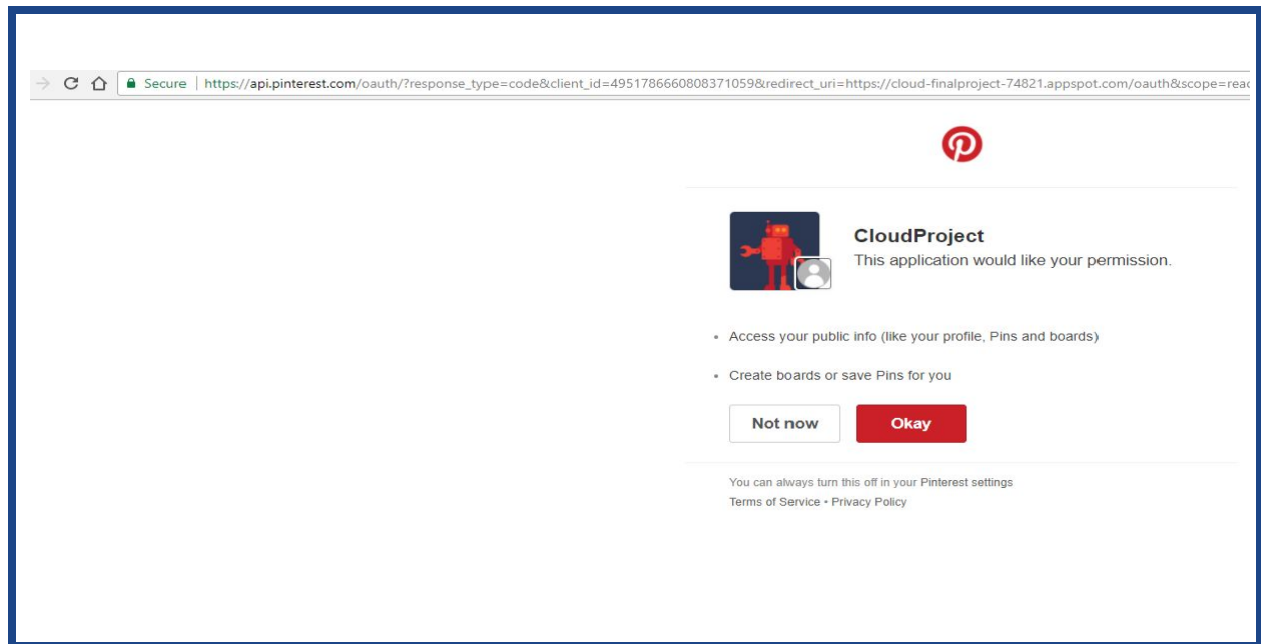 Secure | https://api.pinterest.com/oauth/?response_type=code&client_id=4951786660808371059&redirect_uri=https://cloud-finalproject-74821.appspot.com/oauth&scope=read
CloudProject
This application would like your permission.
• Access your public info (like your profile, Pins and boards)
• Create boards or save Pins for you
Not now Okay
You can always turn this off in your Pinterest settings
Terms of Service • Privacy Policy